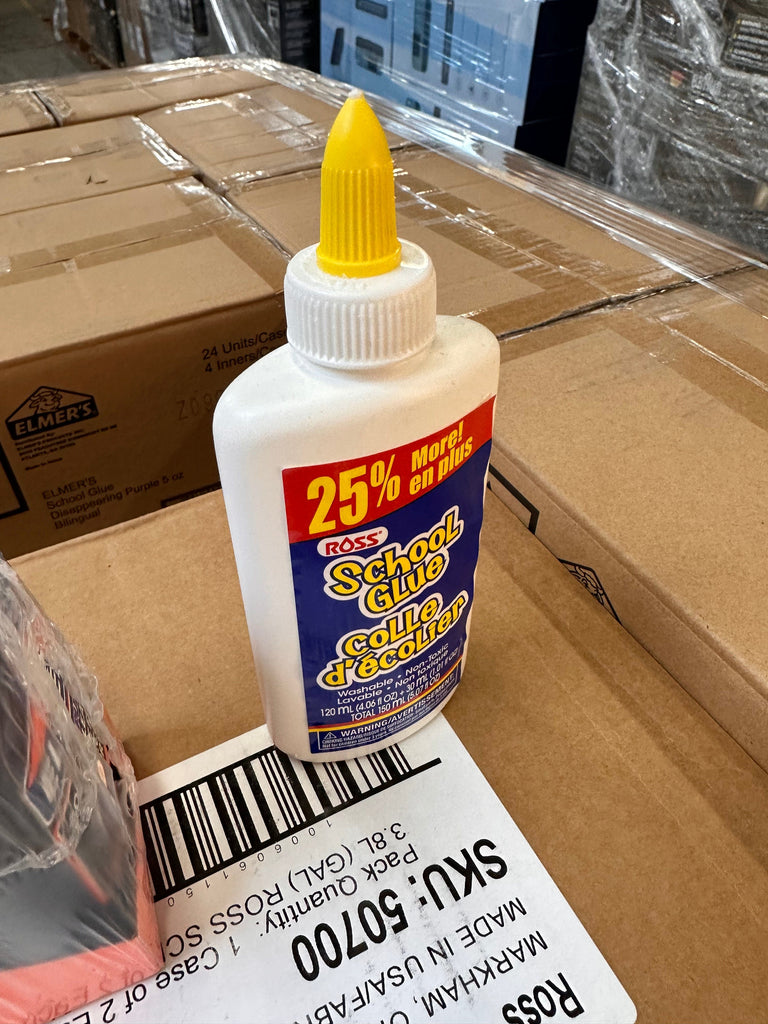 24 Units/Cas
4 Inners/C
ELMER'S
ELMER'S
School Glue
Disappearing Purple 5 oz
Bilingual
25% More!
en plus
ROSS
School
Glue
colle
d'écolier
Washable • Non-Toxic
Lavable • Non Toxique
120 mL (4.06 fl OZ) + 30 mL (1.01 fl OZ)
TOTAL 150 mL (5.07 fl OZ)
WARNING/AVERTISSEMENT:
Ross
MARKHAM,
MADE IN USA/FABR
SKU: 50700
Pack Quantity: 1 Case of 2 E
3.8L (GAL) ROSS SC
1006061150